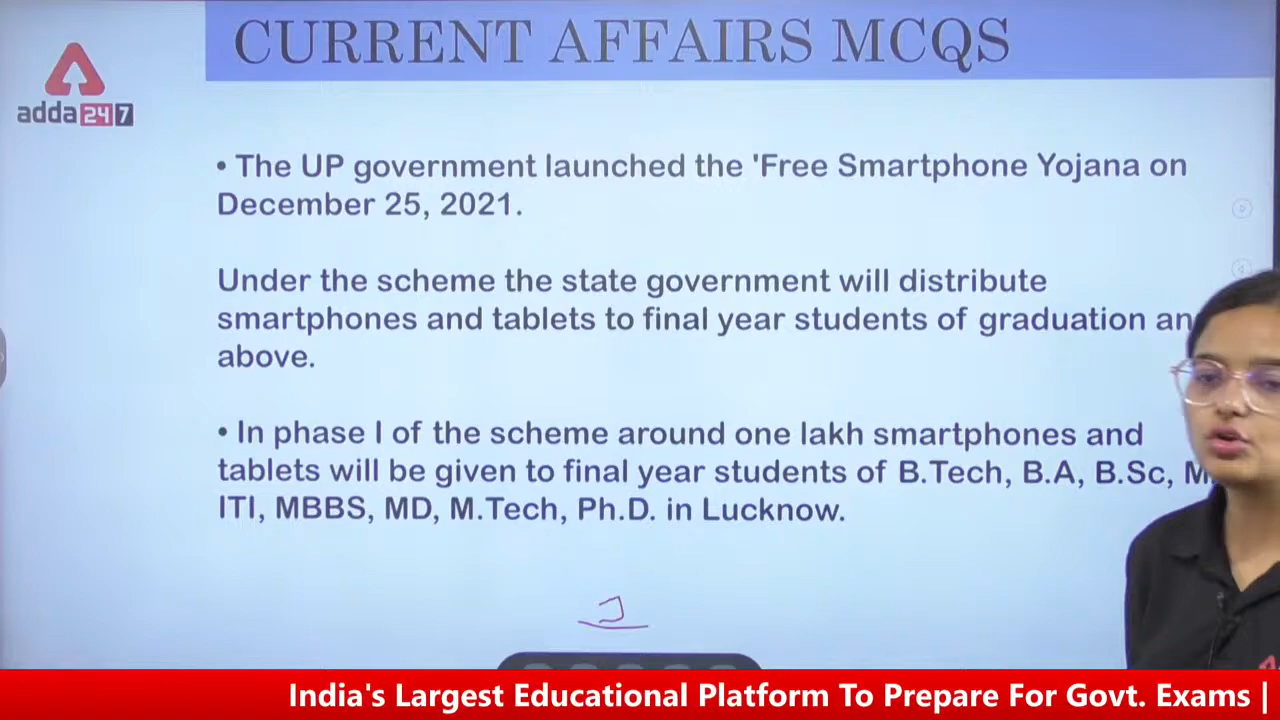 CURRENT AFFAIRS MCQS
adda247
• The UP government launched the 'Free Smartphone Yojana on
December 25, 2021.
Under the scheme the state government will distribute
smartphones and tablets to final year students of graduation an
above.
• In phase I of the scheme around one lakh smartphones and
tablets will be given to final year students of B.Tech, B.A, B.Sc, M
ITI, MBBS, MD, M.Tech, Ph.D. in Lucknow.
India's Largest Educational Platform To Prepare For Govt. Exams |